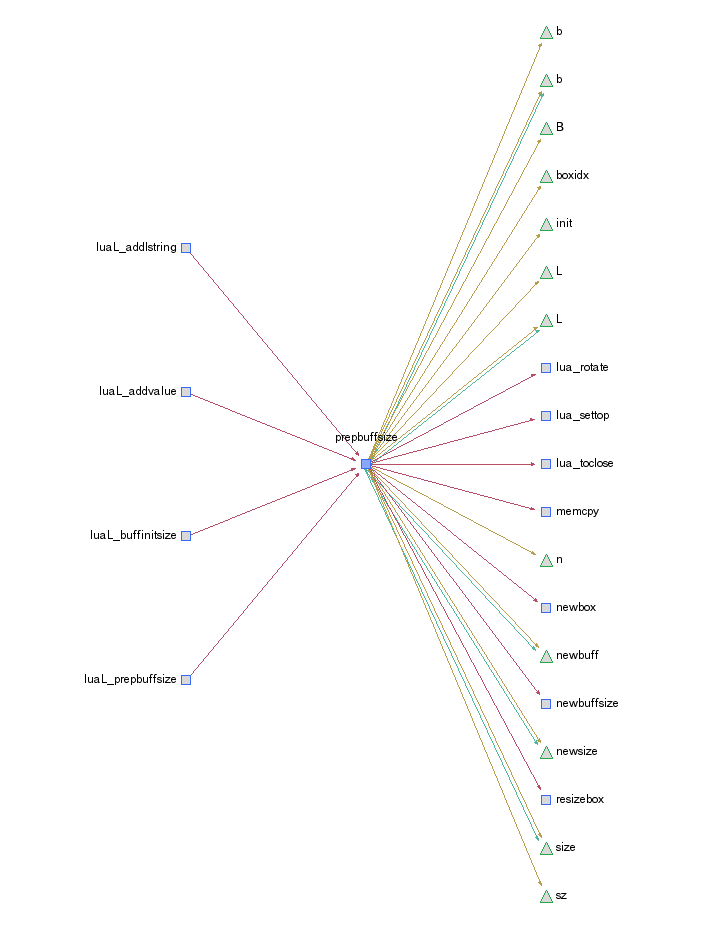 b
b
B
boxidx
luaL_addlstring
init
L
L
lua_rotate
luaL_addvalue
lua_settop
prepbuffsize
lua_toclose
memcpy
luaL_buffinitsize
n
newbox
newbuff
luaL_prepbuffsize
newbuffsize
newsize
resizebox
size
sz